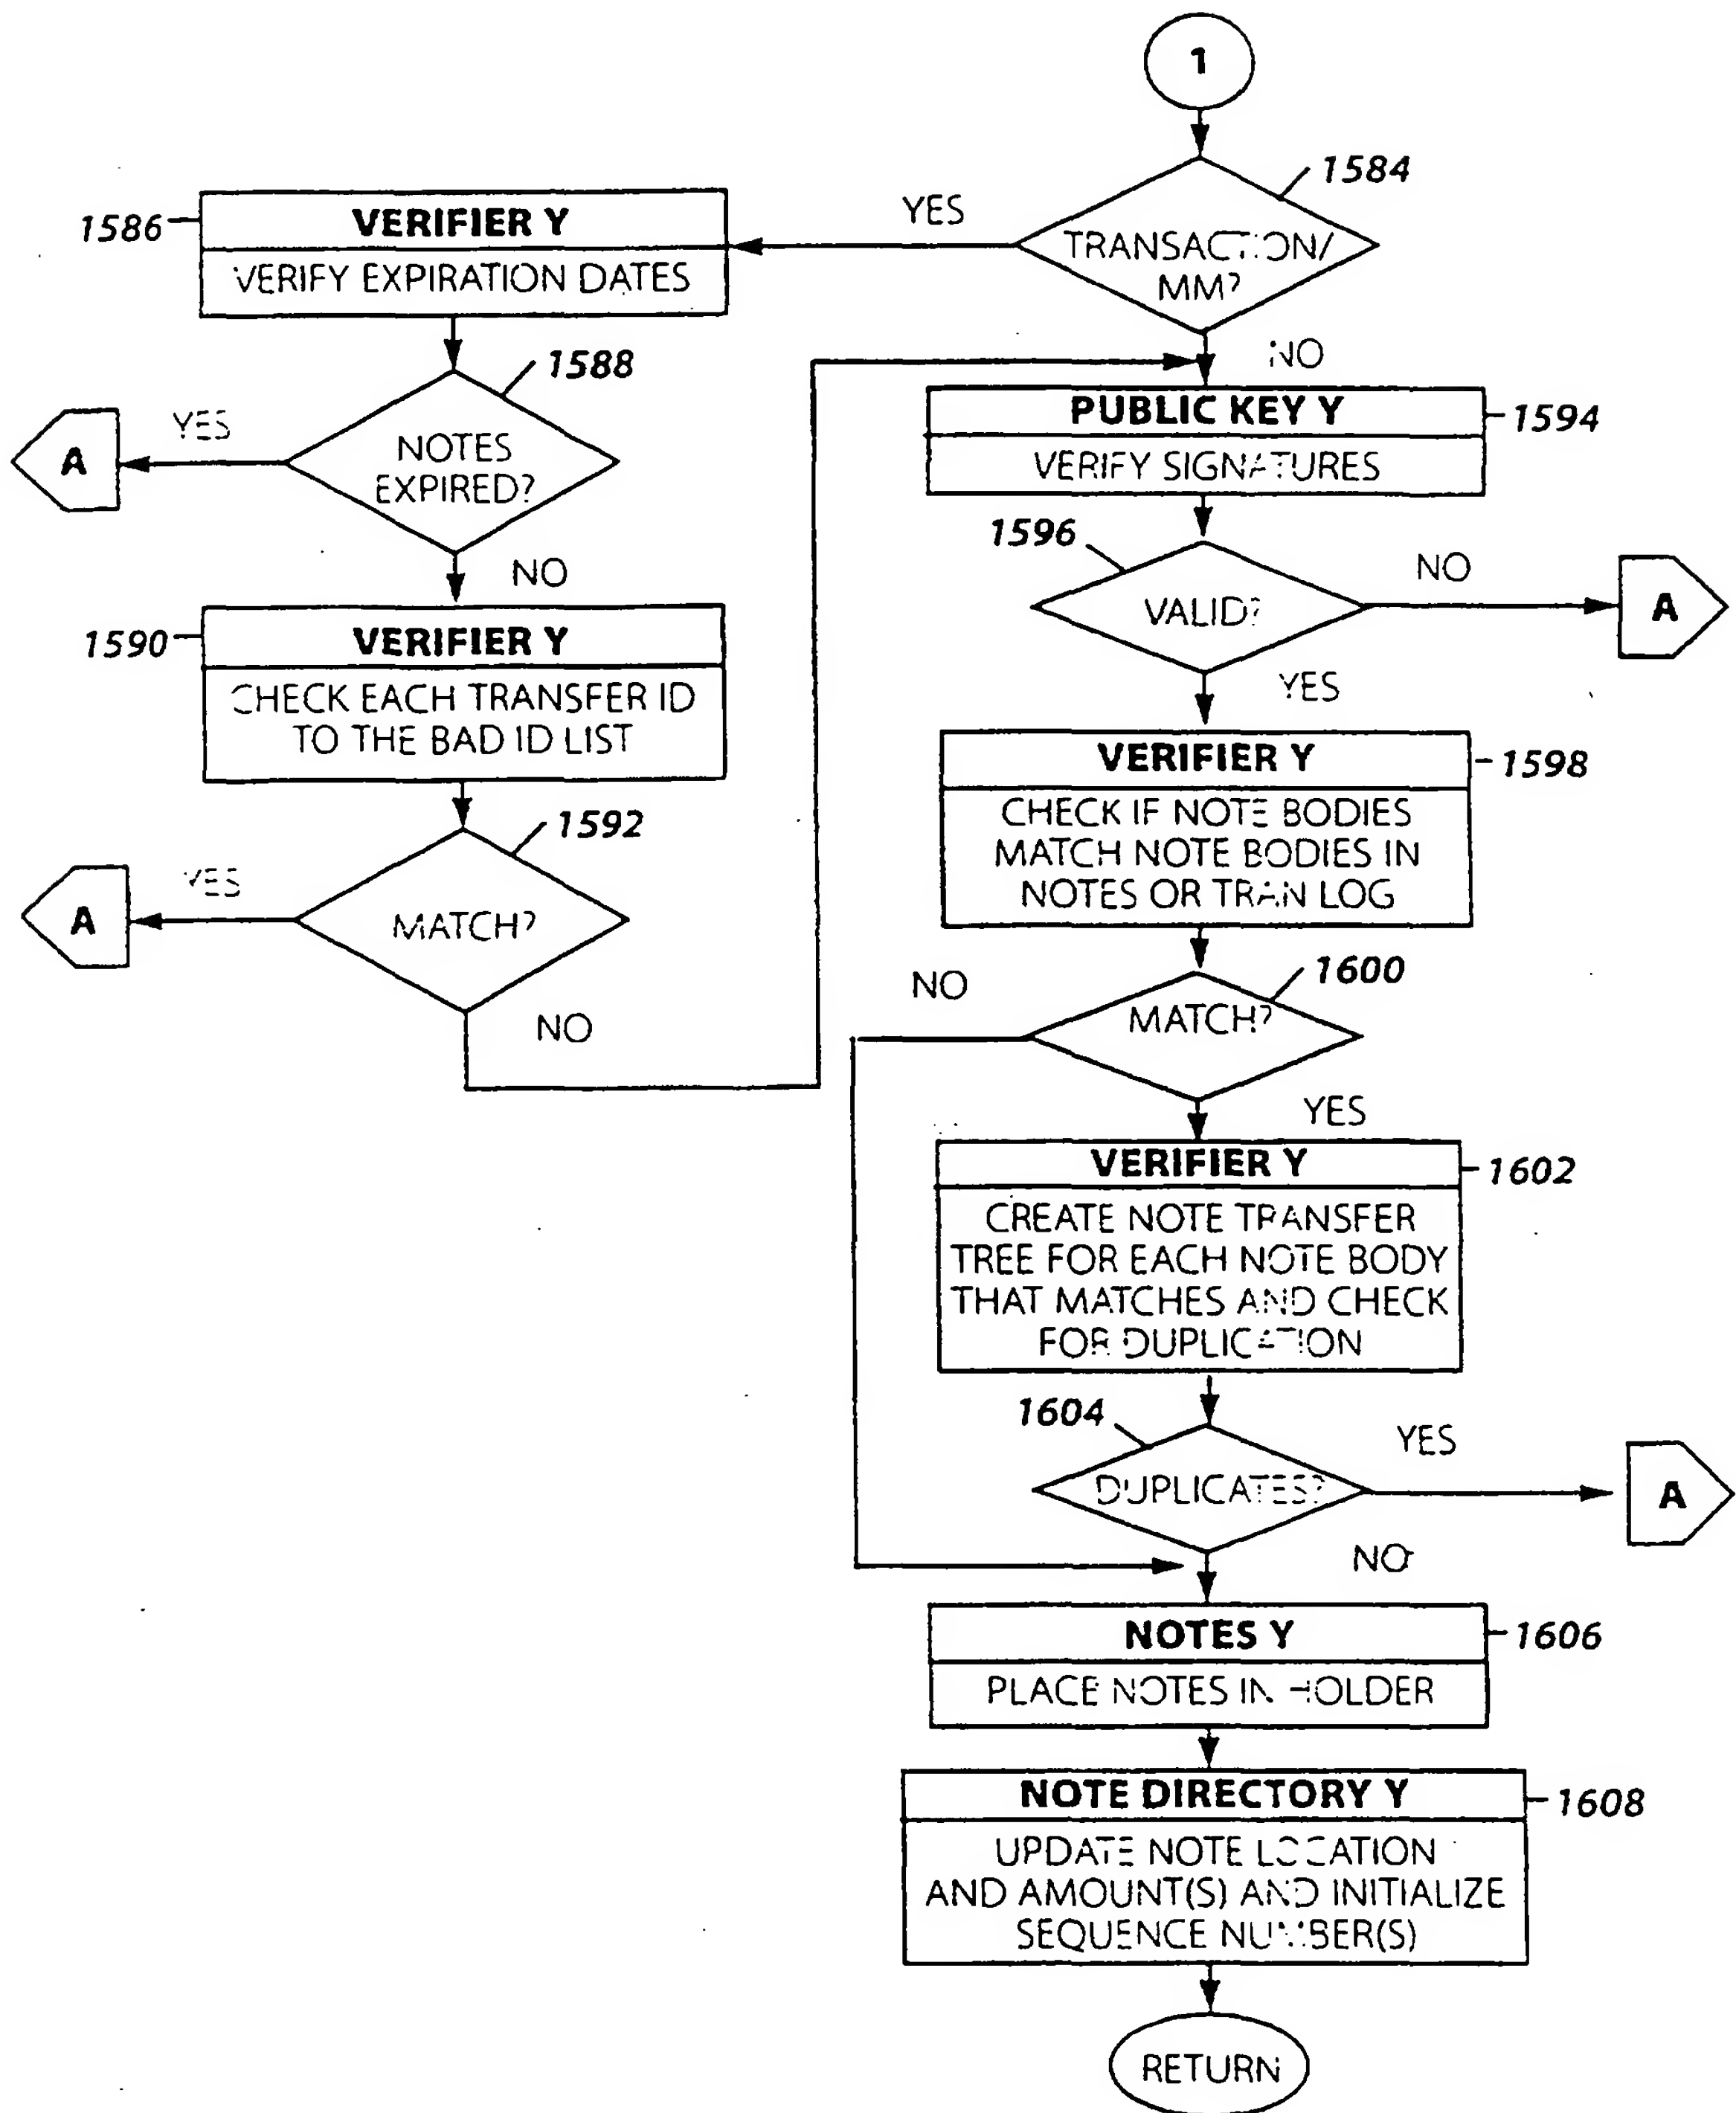 1
1584
TRANSACTION/
MM?
YES
NO
1586
VERIFIER Y
VERIFY EXPIRATION DATES
1588
NOTES
EXPIRED?
YES
A
NO
1590
VERIFIER Y
CHECK EACH TRANSFER ID
TO THE BAD ID LIST
1592
MATCH?
YES
A
NO
PUBLIC KEY Y
1594
VERIFY SIGNATURES
1596
VALID?
NO
A
YES
VERIFIER Y
1598
CHECK IF NOTE BODIES
MATCH NOTE BODIES IN
NOTES OR TRAN LOG
1600
MATCH?
NO
YES
VERIFIER Y
1602
CREATE NOTE TRANSFER
TREE FOR EACH NOTE BODY
THAT MATCHES AND CHECK
FOR DUPLICATION
1604
DUPLICATES?
YES
A
NO
NOTES Y
1606
PLACE NOTES IN HOLDER
NOTE DIRECTORY Y
1608
UPDATE NOTE LOCATION
AND AMOUNT(S) AND INITIALIZE
SEQUENCE NUMBER(S)
RETURN